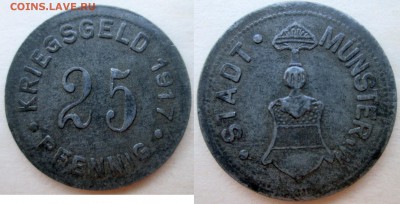 COINS.LAVE.RU
KRIEGSGELD 1917
25
PFENNIG
STADT · MÜNSTER